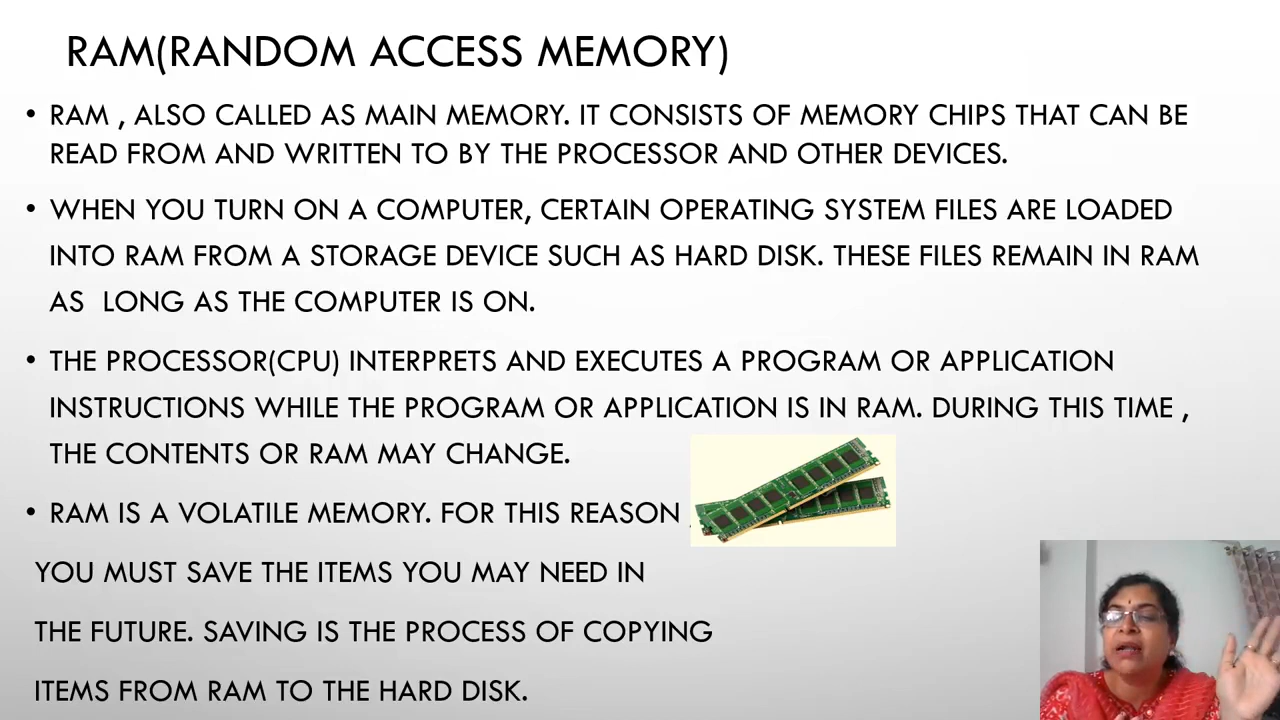 RAM(RANDOM ACCESS MEMORY)
• RAM , ALSO CALLED AS MAIN MEMORY. IT CONSISTS OF MEMORY CHIPS THAT CAN BE
READ FROM AND WRITTEN TO BY THE PROCESSOR AND OTHER DEVICES.
• WHEN YOU TURN ON A COMPUTER, CERTAIN OPERATING SYSTEM FILES ARE LOADED
INTO RAM FROM A STORAGE DEVICE SUCH AS HARD DISK. THESE FILES REMAIN IN RAM
AS LONG AS THE COMPUTER IS ON.
• THE PROCESSOR(CPU) INTERPRETS AND EXECUTES A PROGRAM OR APPLICATION
INSTRUCTIONS WHILE THE PROGRAM OR APPLICATION IS IN RAM. DURING THIS TIME ,
THE CONTENTS OR RAM MAY CHANGE.
• RAM IS A VOLATILE MEMORY. FOR THIS REASON ,
YOU MUST SAVE THE ITEMS YOU MAY NEED IN
THE FUTURE. SAVING IS THE PROCESS OF COPYING
ITEMS FROM RAM TO THE HARD DISK.